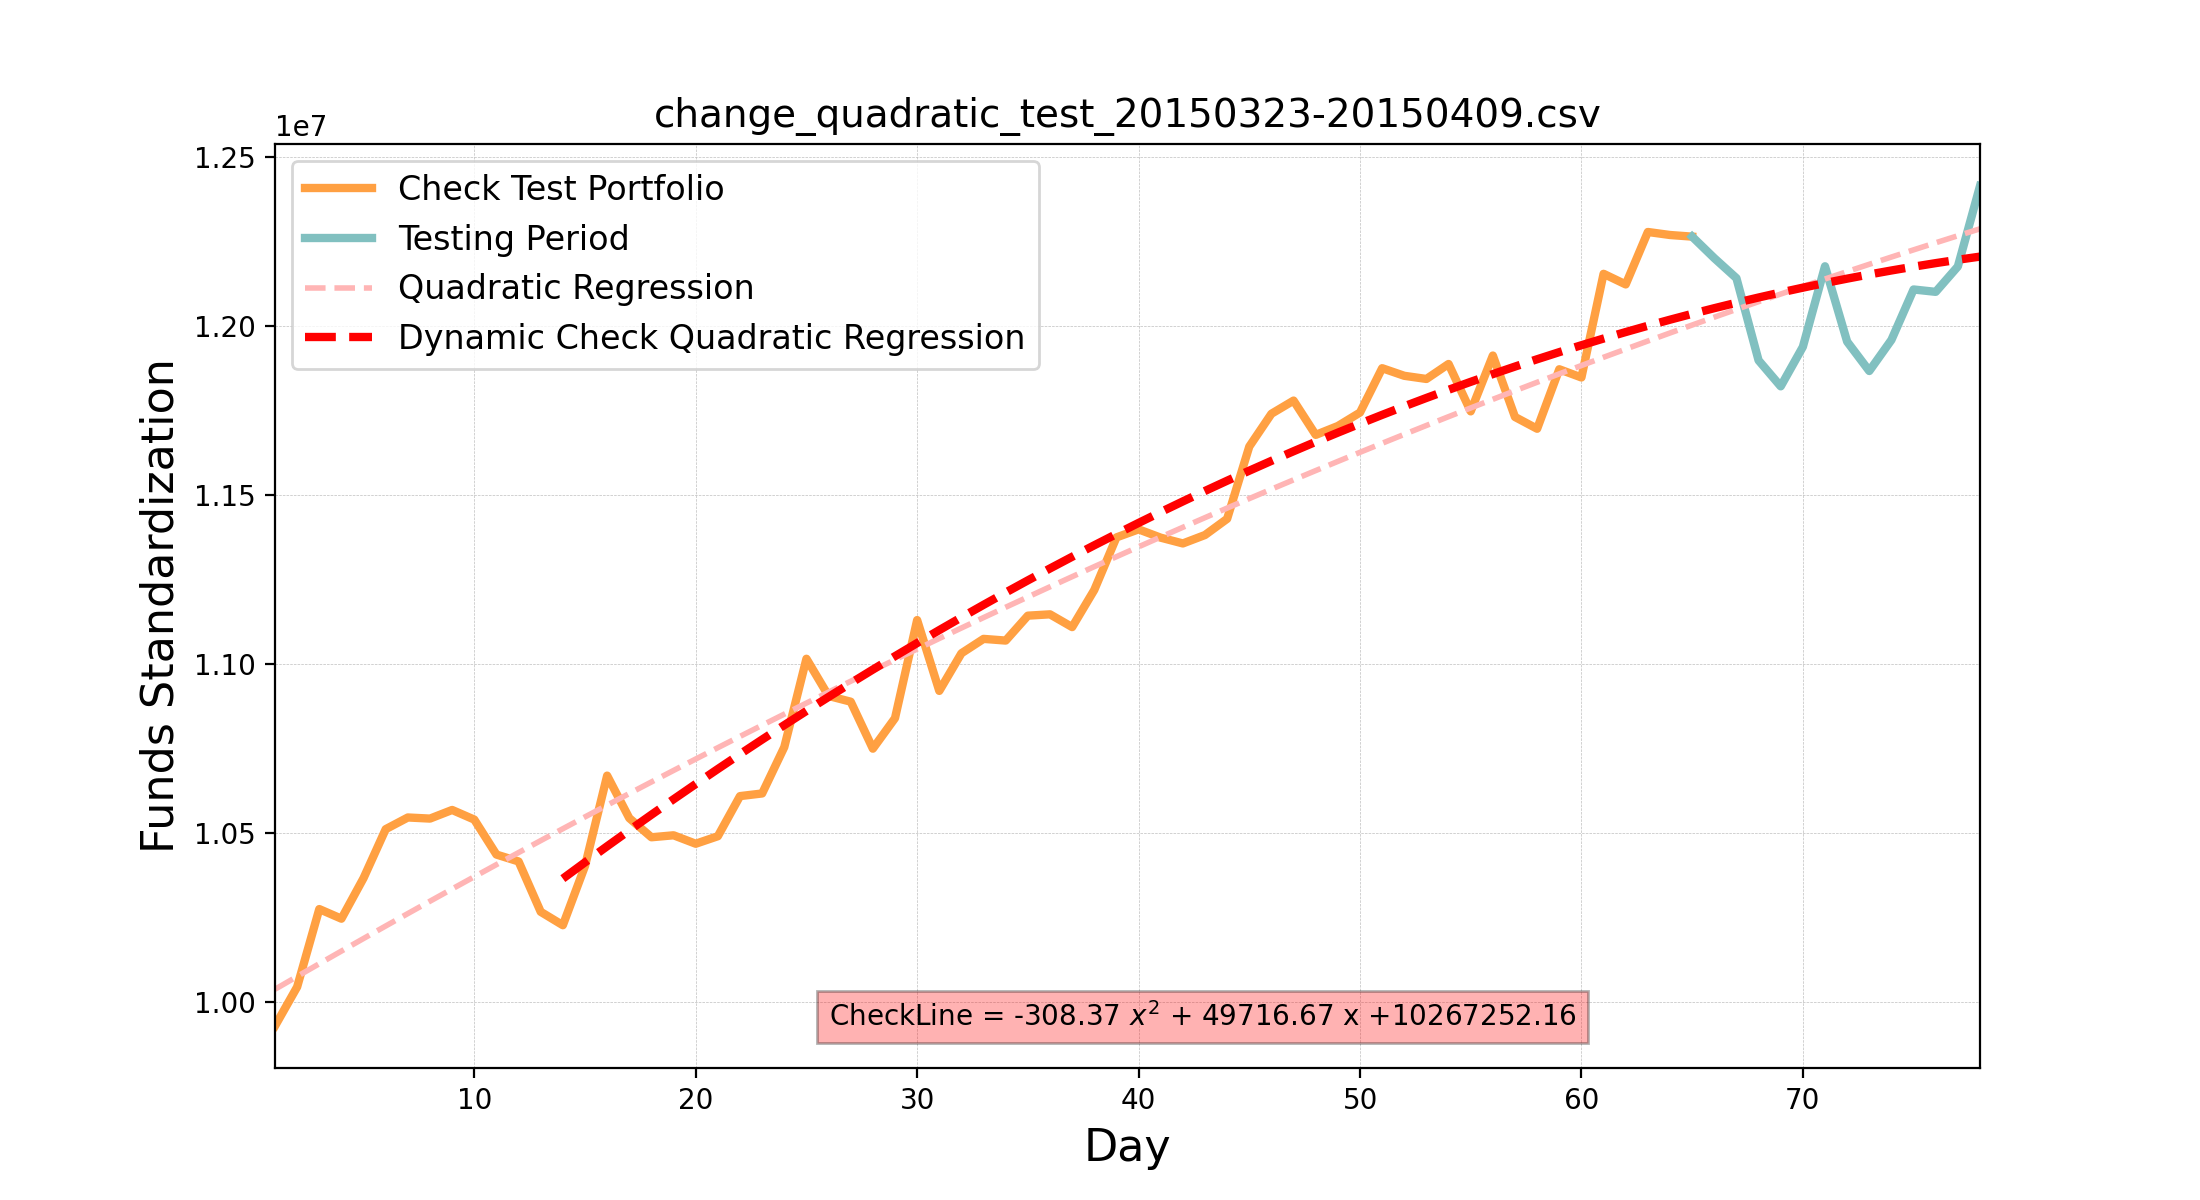 change_quadratic_test_20150323-20150409.csv
1e7
1.25
1.20
1.15
1.10
1.05
1.00
Funds Standardization
Check Test Portfolio
Testing Period
Quadratic Regression
Dynamic Check Quadratic Regression
CheckLine = -308.37 x² + 49716.67 x +10267252.16
10 20 30 40 50 60 70
Day